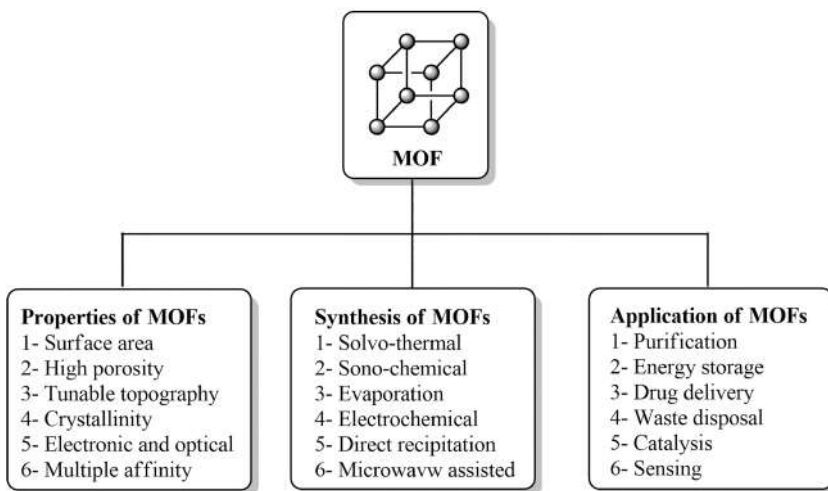 MOF
Properties of MOFs
1- Surface area
2- High porosity
3- Tunable topography
4- Crystallinity
5- Electronic and optical
6- Multiple affinity
Synthesis of MOFs
1- Solvo-thermal
2- Sono-chemical
3- Evaporation
4- Electrochemical
5- Direct recipitation
6- Microwavw assisted
Application of MOFs
1- Purification
2- Energy storage
3- Drug delivery
4- Waste disposal
5- Catalysis
6- Sensing